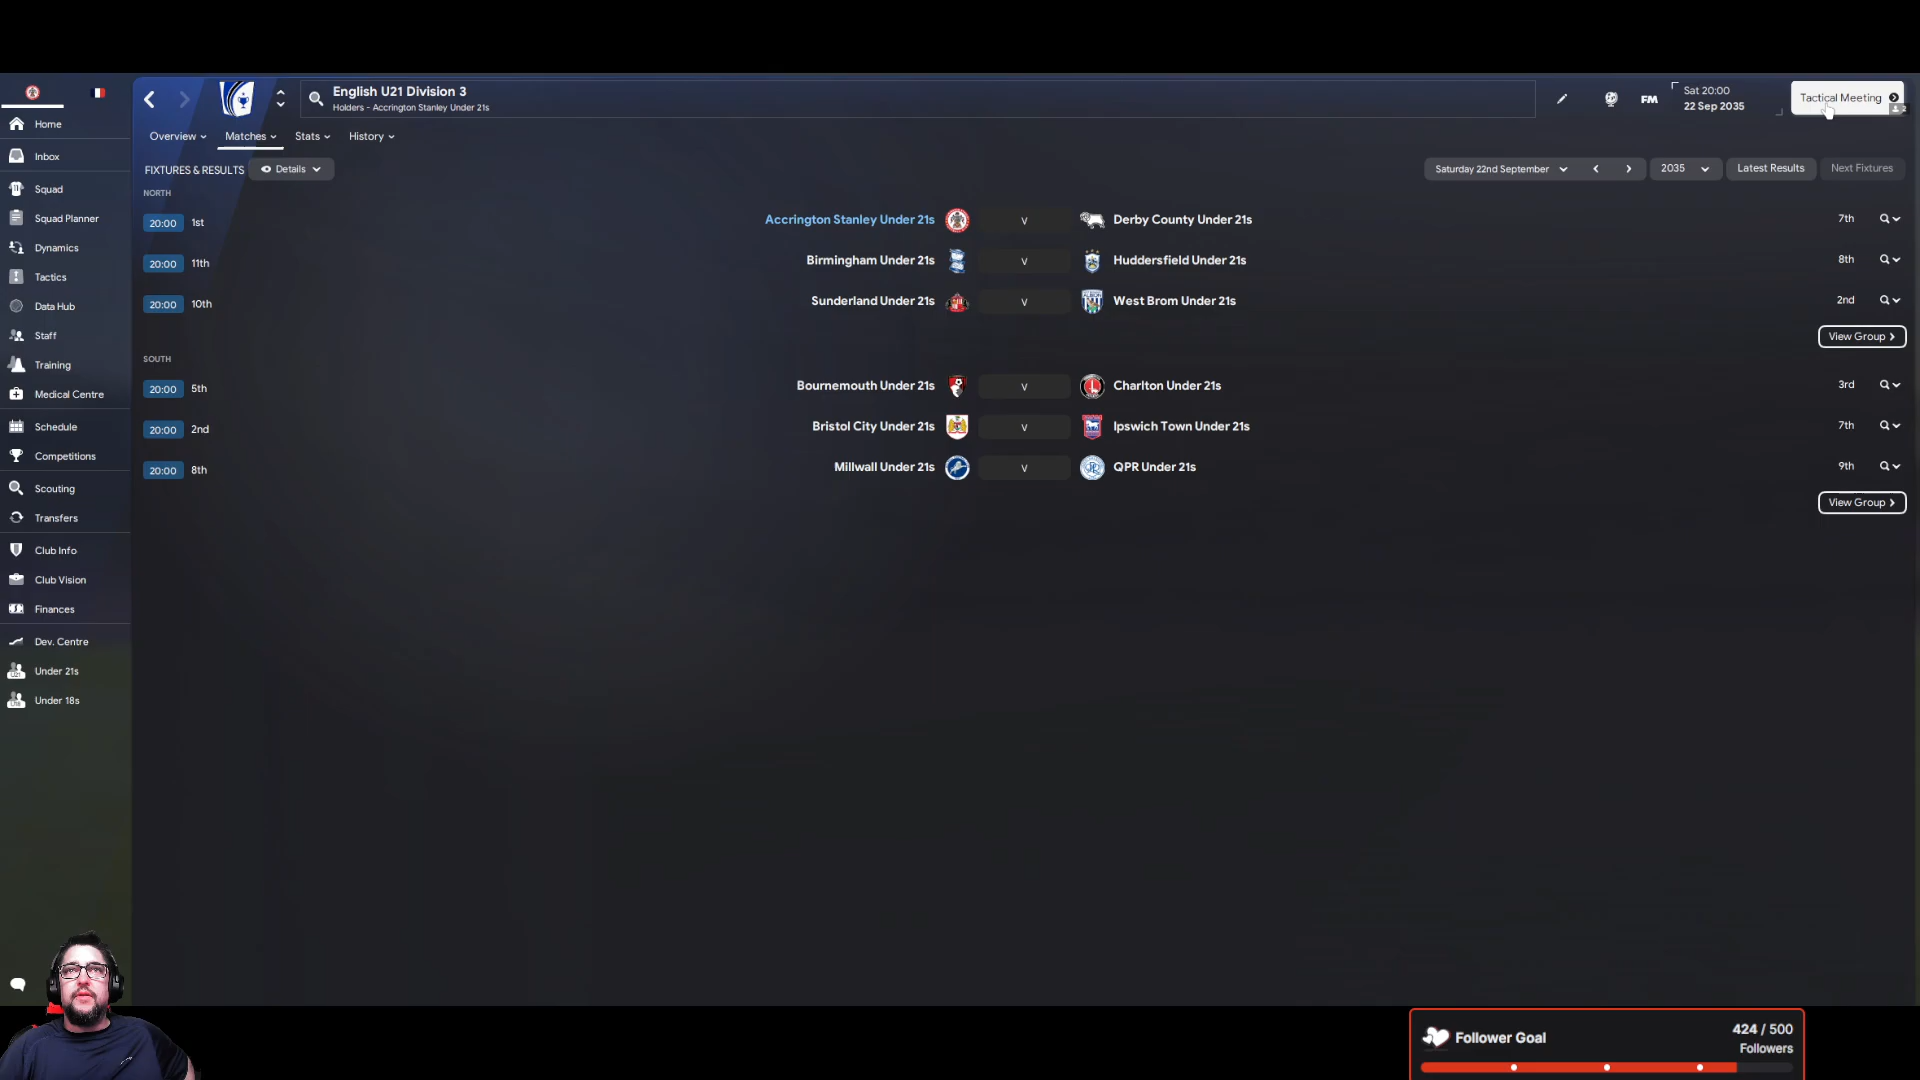 English U21 Division 3
Holders - Accrington Stanley Under 21s
FM
Sat 20:00
22 Sep 2035
Tactical Meeting
2
Home
Inbox
Squad
Squad Planner
Dynamics
Tactics
Data Hub
Staff
Training
Medical Centre
Schedule
Competitions
Scouting
Transfers
Club Info
Club Vision
Finances
Dev. Centre
Under 21s
Under 18s
Overview
Matches
Stats
History
FIXTURES & RESULTS
Details
Saturday 22nd September
2035
Latest Results
Next Fixtures
NORTH
20:00 1st Accrington Stanley Under 21s v Derby County Under 21s 7th
20:00 11th Birmingham Under 21s v Huddersfield Under 21s 8th
20:00 10th Sunderland Under 21s v West Brom Under 21s 2nd
View Group
SOUTH
20:00 5th Bournemouth Under 21s v Charlton Under 21s 3rd
20:00 2nd Bristol City Under 21s v Ipswich Town Under 21s 7th
20:00 8th Millwall Under 21s v QPR Under 21s 9th
View Group
Follower Goal
424 / 500
Followers